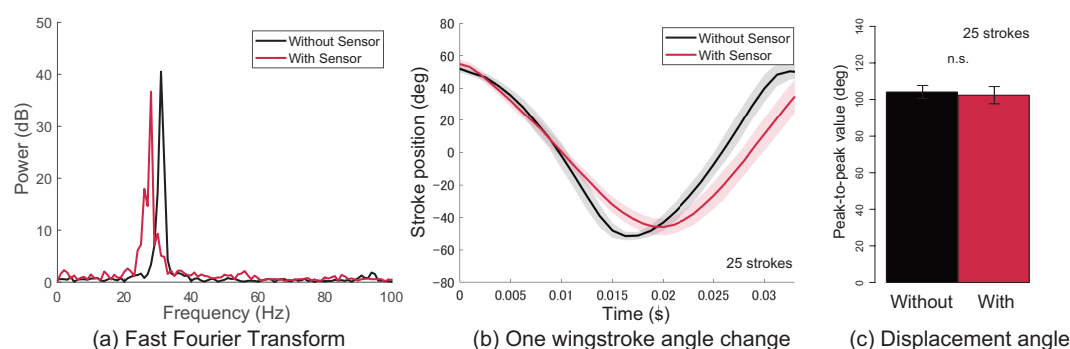 50
40
30
20
10
0
Power (dB)
Without Sensor
With Sensor
0 20 40 60 80 100
Frequency (Hz)
(a) Fast Fourier Transform
80
60
40
20
0
−20
−40
−60
−80
Stroke position (deg)
Without Sensor
With Sensor
25 strokes
0 0.005 0.01 0.015 0.02 0.025 0.03
Time ($)
(b) One wingstroke angle change
140
120
100
80
60
40
20
0
Peak-to-peak value (deg)
25 strokes
n.s.
Without With
(c) Displacement angle